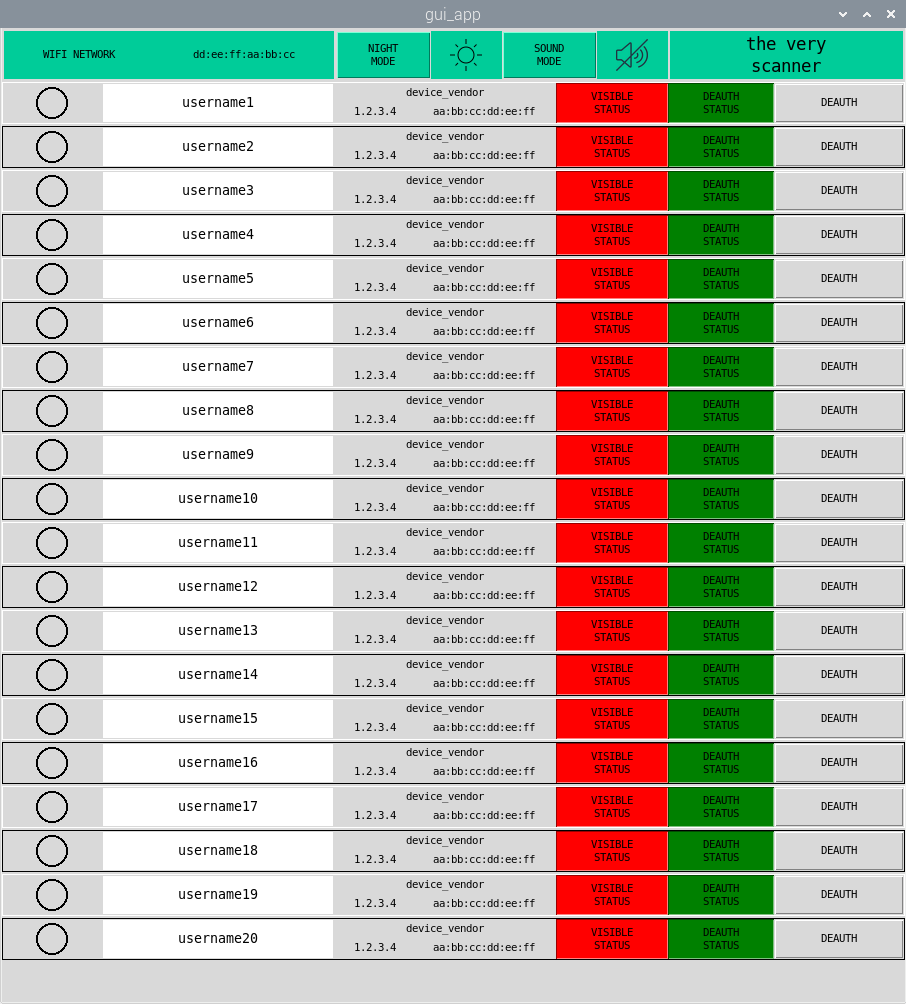 gui_app
WIFI NETWORK dd:ee:ff:aa:bb:cc
NIGHT
MODE
SOUND
MODE
the very
scanner
username1
device_vendor
1.2.3.4 aa:bb:cc:dd:ee:ff
VISIBLE
STATUS
DEAUTH
STATUS
DEAUTH
username2
device_vendor
1.2.3.4 aa:bb:cc:dd:ee:ff
VISIBLE
STATUS
DEAUTH
STATUS
DEAUTH
username3
device_vendor
1.2.3.4 aa:bb:cc:dd:ee:ff
VISIBLE
STATUS
DEAUTH
STATUS
DEAUTH
username4
device_vendor
1.2.3.4 aa:bb:cc:dd:ee:ff
VISIBLE
STATUS
DEAUTH
STATUS
DEAUTH
username5
device_vendor
1.2.3.4 aa:bb:cc:dd:ee:ff
VISIBLE
STATUS
DEAUTH
STATUS
DEAUTH
username6
device_vendor
1.2.3.4 aa:bb:cc:dd:ee:ff
VISIBLE
STATUS
DEAUTH
STATUS
DEAUTH
username7
device_vendor
1.2.3.4 aa:bb:cc:dd:ee:ff
VISIBLE
STATUS
DEAUTH
STATUS
DEAUTH
username8
device_vendor
1.2.3.4 aa:bb:cc:dd:ee:ff
VISIBLE
STATUS
DEAUTH
STATUS
DEAUTH
username9
device_vendor
1.2.3.4 aa:bb:cc:dd:ee:ff
VISIBLE
STATUS
DEAUTH
STATUS
DEAUTH
username10
device_vendor
1.2.3.4 aa:bb:cc:dd:ee:ff
VISIBLE
STATUS
DEAUTH
STATUS
DEAUTH
username11
device_vendor
1.2.3.4 aa:bb:cc:dd:ee:ff
VISIBLE
STATUS
DEAUTH
STATUS
DEAUTH
username12
device_vendor
1.2.3.4 aa:bb:cc:dd:ee:ff
VISIBLE
STATUS
DEAUTH
STATUS
DEAUTH
username13
device_vendor
1.2.3.4 aa:bb:cc:dd:ee:ff
VISIBLE
STATUS
DEAUTH
STATUS
DEAUTH
username14
device_vendor
1.2.3.4 aa:bb:cc:dd:ee:ff
VISIBLE
STATUS
DEAUTH
STATUS
DEAUTH
username15
device_vendor
1.2.3.4 aa:bb:cc:dd:ee:ff
VISIBLE
STATUS
DEAUTH
STATUS
DEAUTH
username16
device_vendor
1.2.3.4 aa:bb:cc:dd:ee:ff
VISIBLE
STATUS
DEAUTH
STATUS
DEAUTH
username17
device_vendor
1.2.3.4 aa:bb:cc:dd:ee:ff
VISIBLE
STATUS
DEAUTH
STATUS
DEAUTH
username18
device_vendor
1.2.3.4 aa:bb:cc:dd:ee:ff
VISIBLE
STATUS
DEAUTH
STATUS
DEAUTH
username19
device_vendor
1.2.3.4 aa:bb:cc:dd:ee:ff
VISIBLE
STATUS
DEAUTH
STATUS
DEAUTH
username20
device_vendor
1.2.3.4 aa:bb:cc:dd:ee:ff
VISIBLE
STATUS
DEAUTH
STATUS
DEAUTH